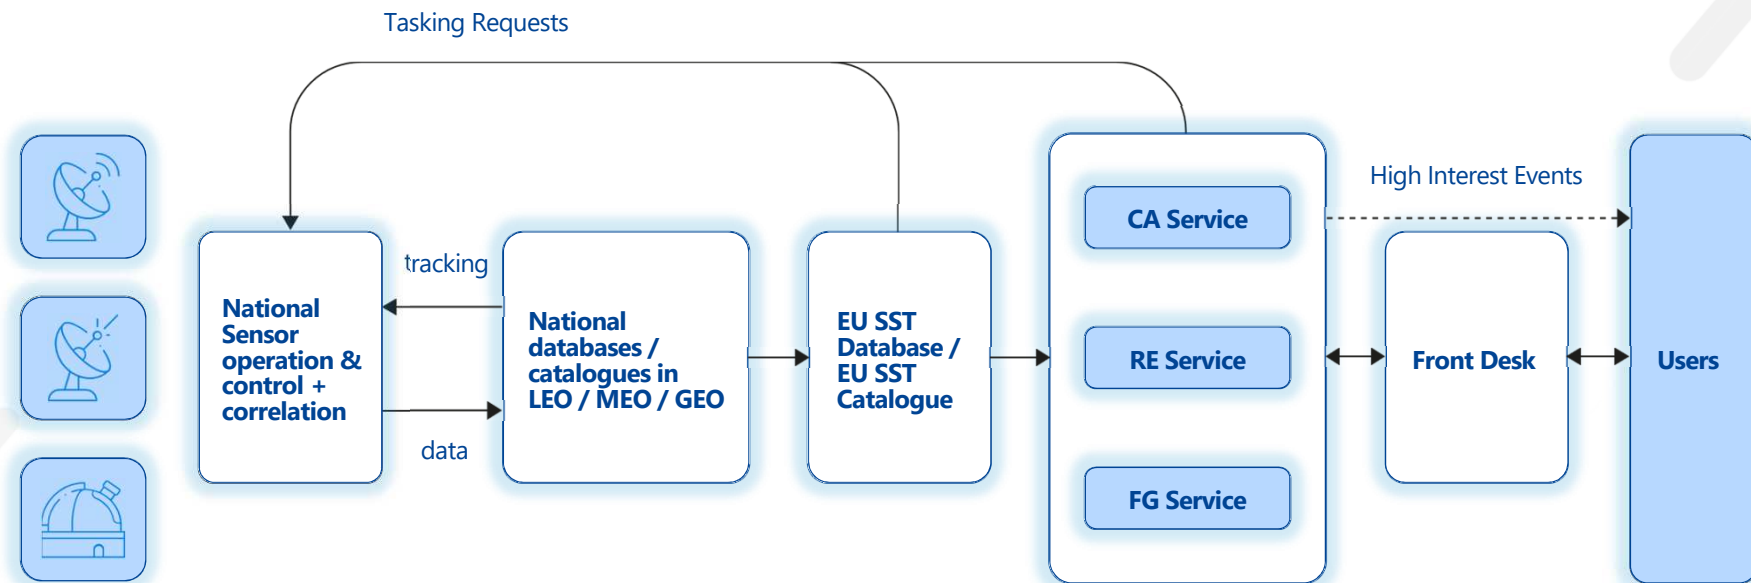 Tasking Requests
National
Sensor
operation &
control +
correlation
tracking
data
National
databases /
catalogues in
LEO / MEO / GEO
EU SST
Database /
EU SST
Catalogue
CA Service
RE Service
FG Service
High Interest Events
Front Desk
Users